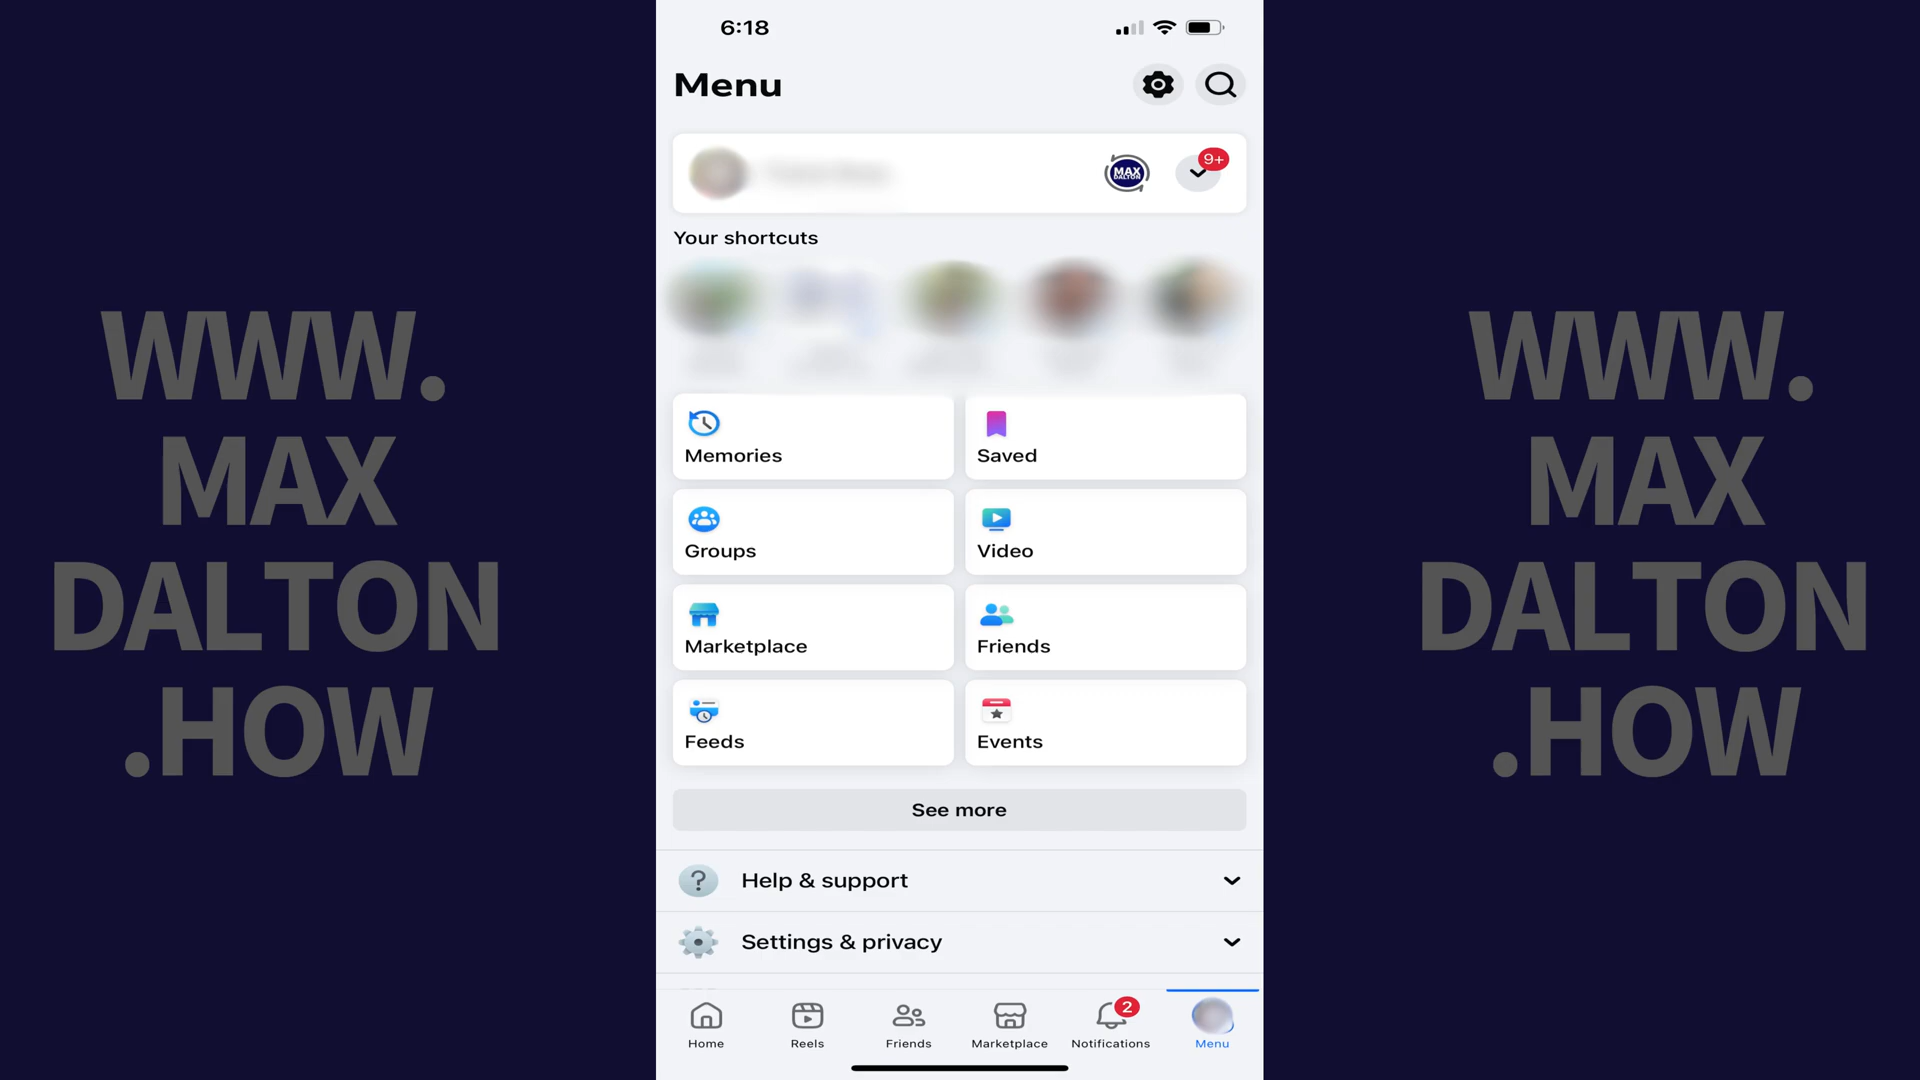 WWW.
MAX
DALTON
.HOW
6:18
Menu
MAX
DALTON
9+
Your shortcuts
Memories
Saved
Groups
Video
Marketplace
Friends
Feeds
Events
See more
? Help & support
Settings & privacy
2
Home
Reels
Friends
Marketplace
Notifications
Menu
WWW.
MAX
DALTON
.HOW